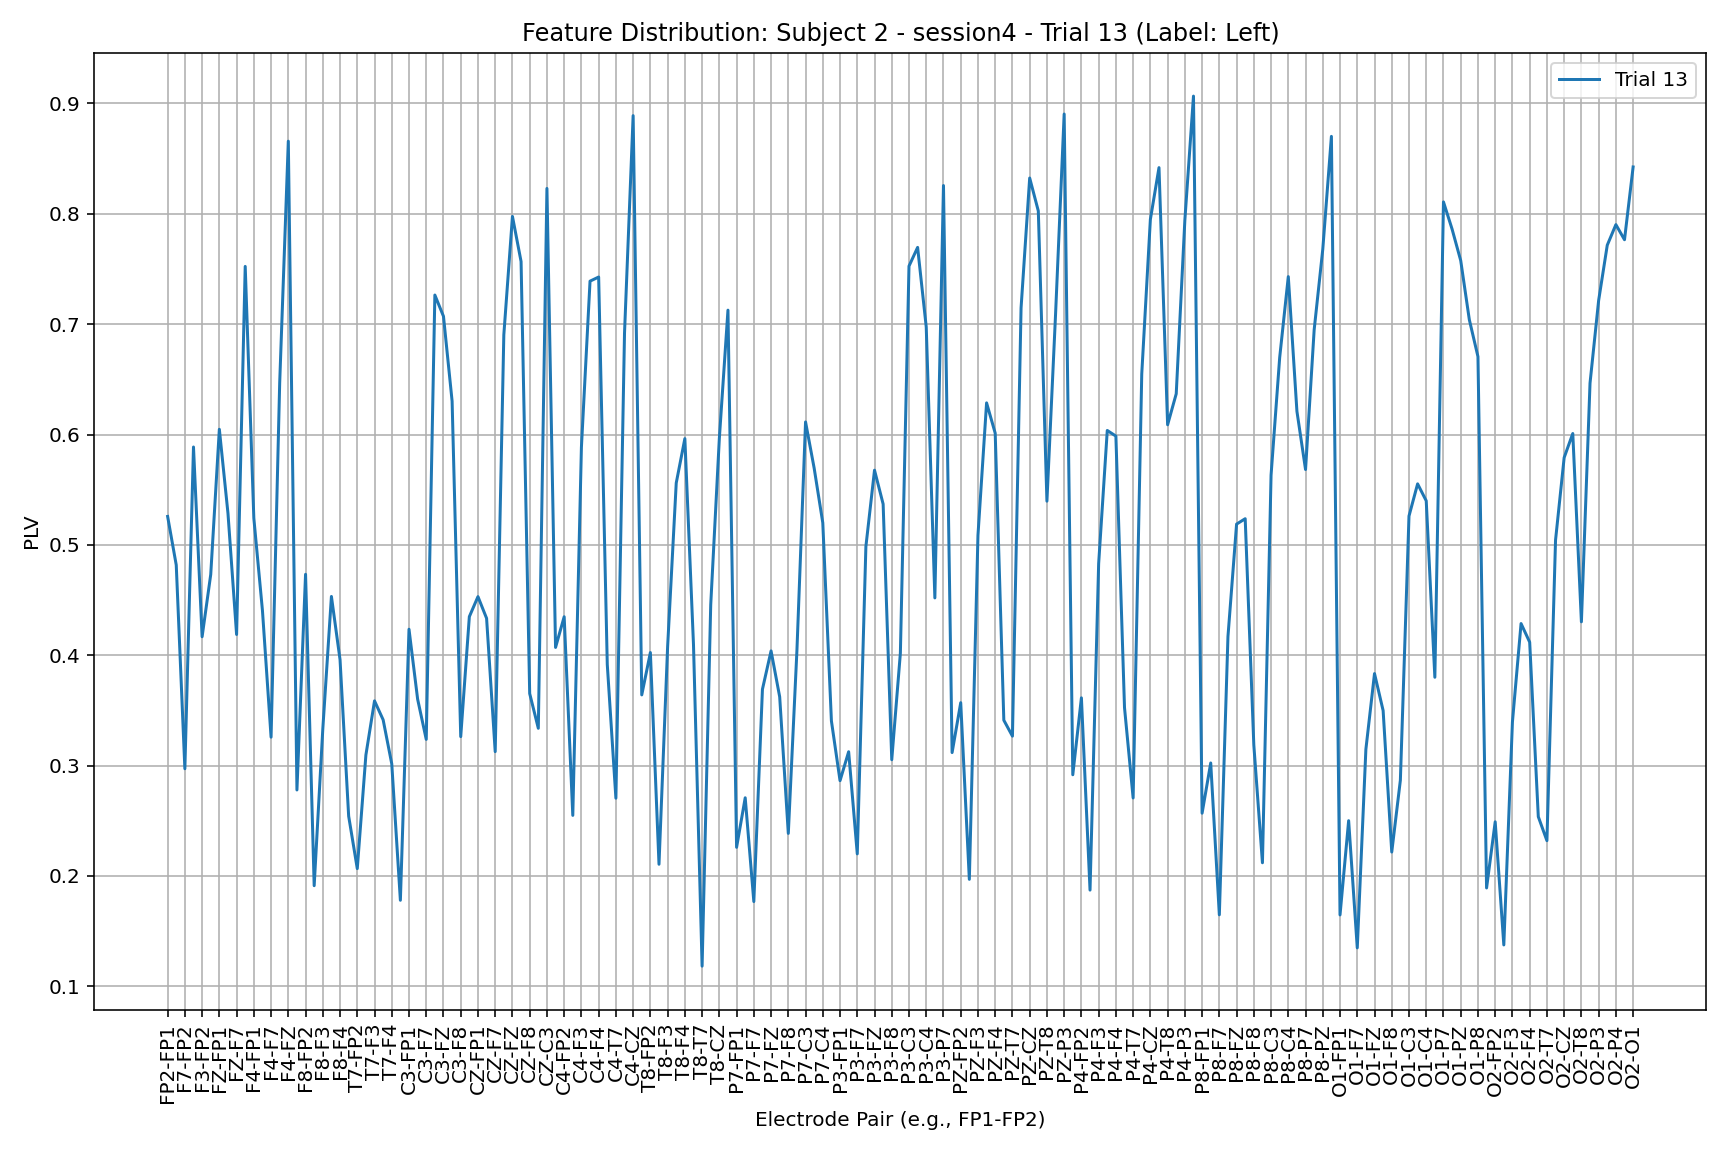 Feature Distribution: Subject 2 - session4 - Trial 13 (Label: Left)
Trial 13
0.9
0.8
0.7
0.6
0.5
0.4
0.3
0.2
0.1
PLV
FP2-FP1
F7-FP2
F3-FP2
FZ-FP1
FZ-F7
F4-FP1
F4-F7
F4-FZ
F8-FP2
F8-F3
F8-F4
T7-FP2
T7-F3
T7-F4
C3-FP1
C3-F7
C3-FZ
C3-F8
CZ-FP1
CZ-F7
CZ-FZ
CZ-F8
CZ-C3
C4-FP2
C4-F3
C4-F4
C4-T7
C4-CZ
T8-FP2
T8-F3
T8-F4
T8-T7
T8-CZ
P7-FP1
P7-F7
P7-FZ
P7-F8
P7-C3
P7-C4
P3-FP1
P3-F7
P3-FZ
P3-F8
P3-C3
P3-C4
P3-P7
PZ-FP2
PZ-F3
PZ-F4
PZ-T7
PZ-CZ
PZ-T8
PZ-P3
P4-FP2
P4-F3
P4-F4
P4-T7
P4-CZ
P4-T8
P4-P3
P8-FP1
P8-F7
P8-FZ
P8-F8
P8-C3
P8-C4
P8-P7
P8-PZ
O1-FP1
O1-F7
O1-FZ
O1-F8
O1-C3
O1-C4
O1-P7
O1-PZ
O1-P8
O2-FP2
O2-F3
O2-F4
O2-T7
O2-CZ
O2-T8
O2-P3
O2-P4
O2-O1
Electrode Pair (e.g., FP1-FP2)